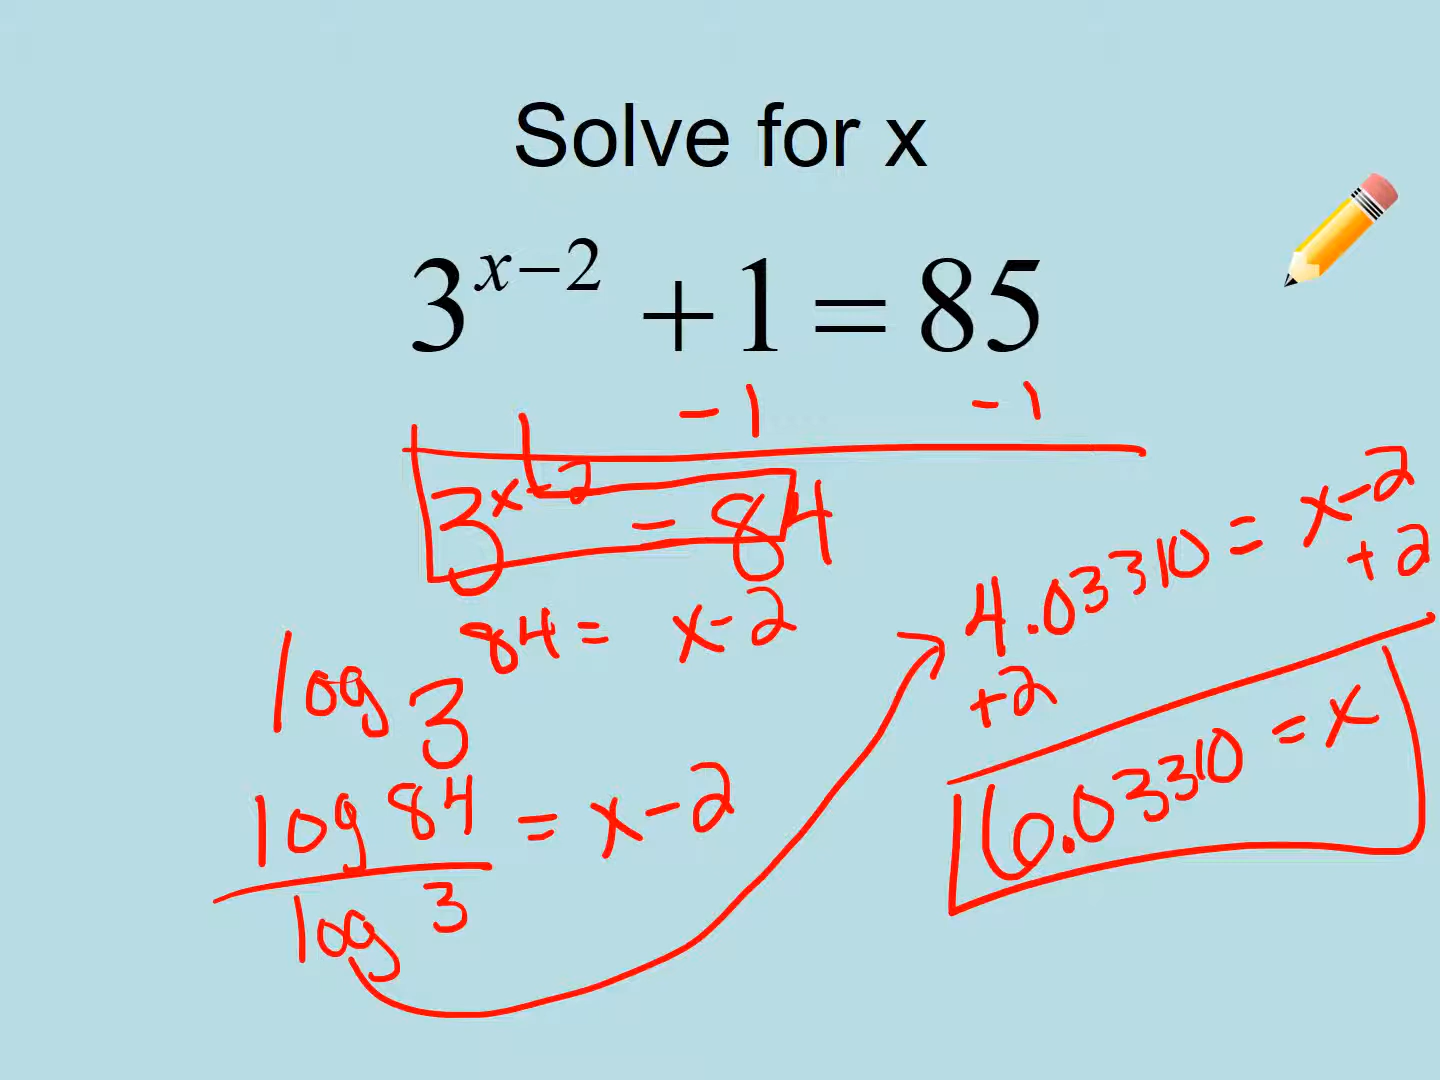 Solve for x
3^{x-2} + 1 = 85
-1 -1
3^{x-2} = 84
log_3 84 = x-2
log 84 / log 3 = x-2
4.03310 = x-2
+2 +2
6.03310 = x